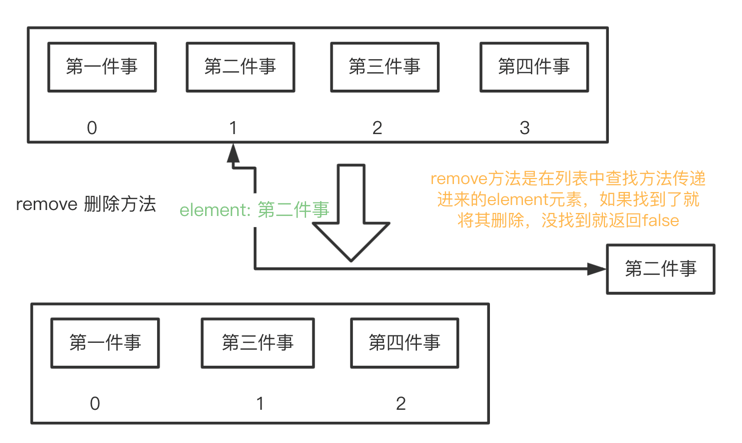 第一件事 第二件事 第三件事 第四件事
0 1 2 3
remove 删除方法
element: 第二件事
remove方法是在列表中查找方法传递
进来的element元素，如果找到了就
将其删除，没找到就返回false
第二件事
第一件事 第三件事 第四件事
0 1 2